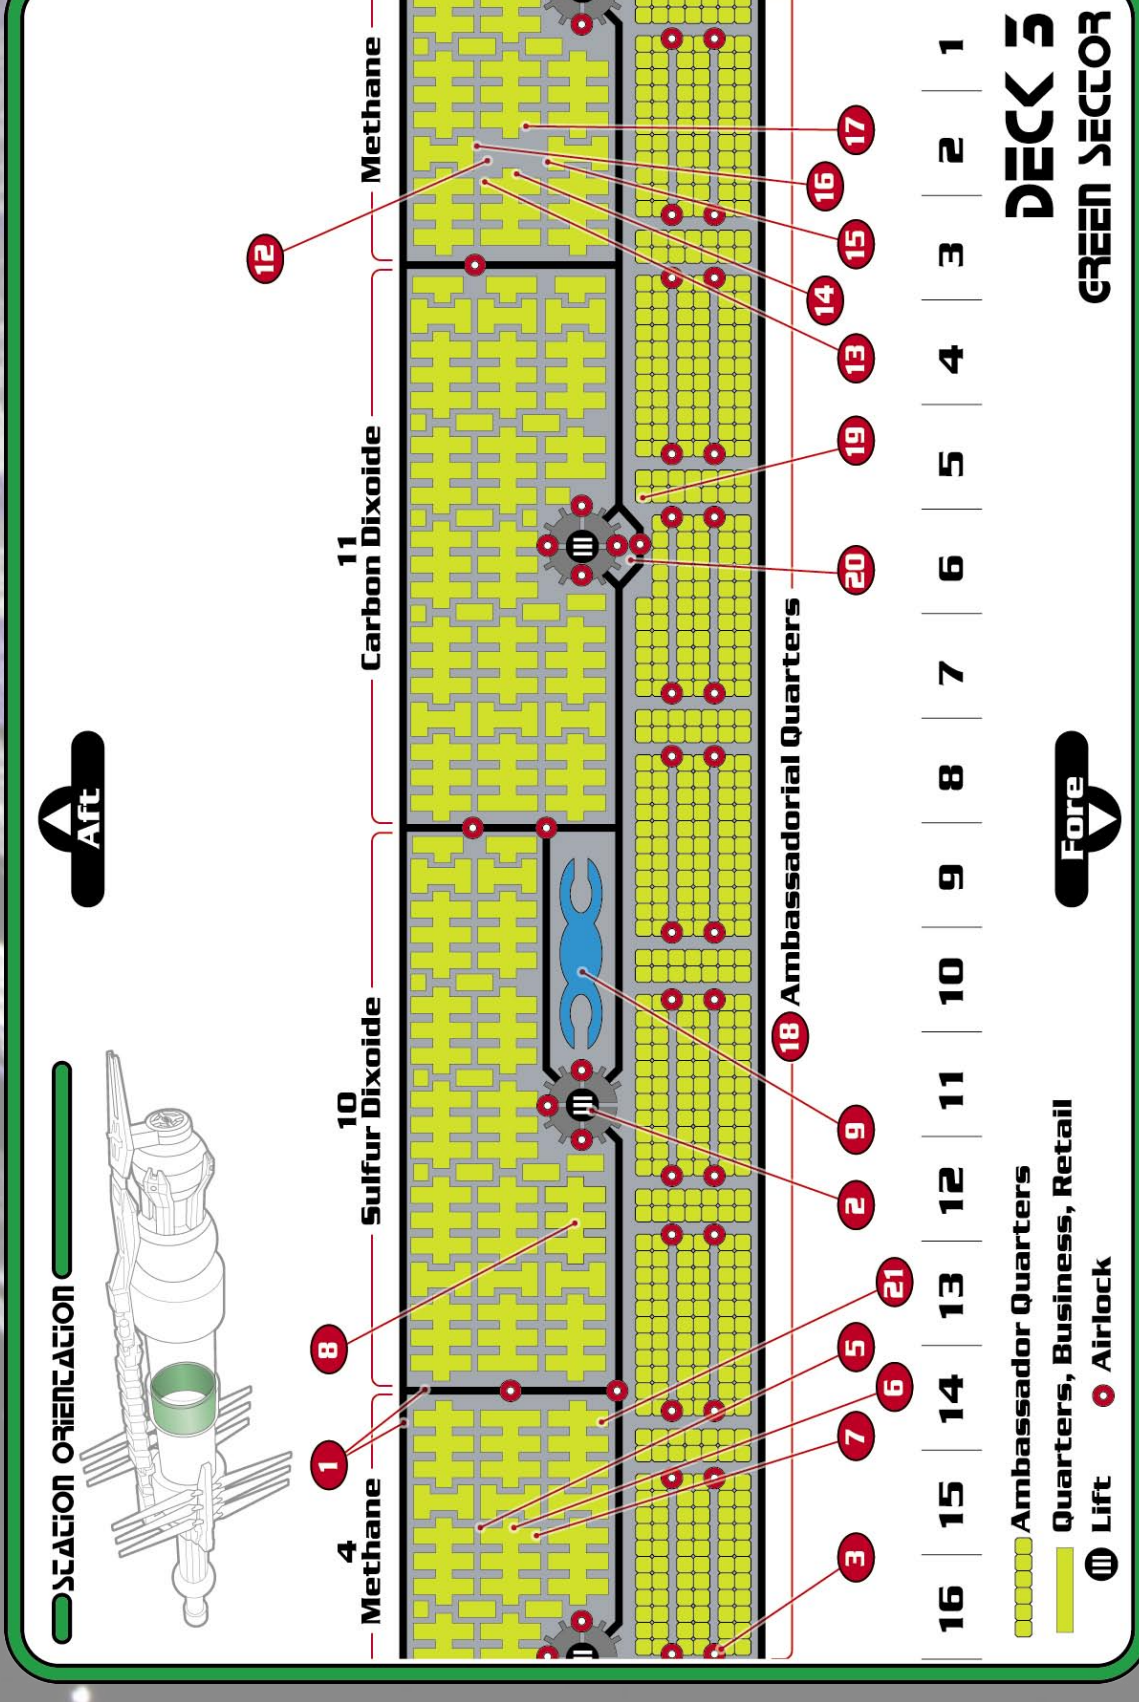 DECK 5
GREEN SECTOR
STATION ORIENTATION
Aft
Fore
4
Methane
10
Sulfur Dixoide
11
Carbon Dixoide
Methane
1
8
12
18 Ambassadorial Quarters
3
7
6
5
21
2
9
20
19
13
14
15
16
17
16
15
14
13
12
11
10
9
8
7
6
5
4
3
2
1
Ambassador Quarters
Quarters, Business, Retail
Lift
Airlock